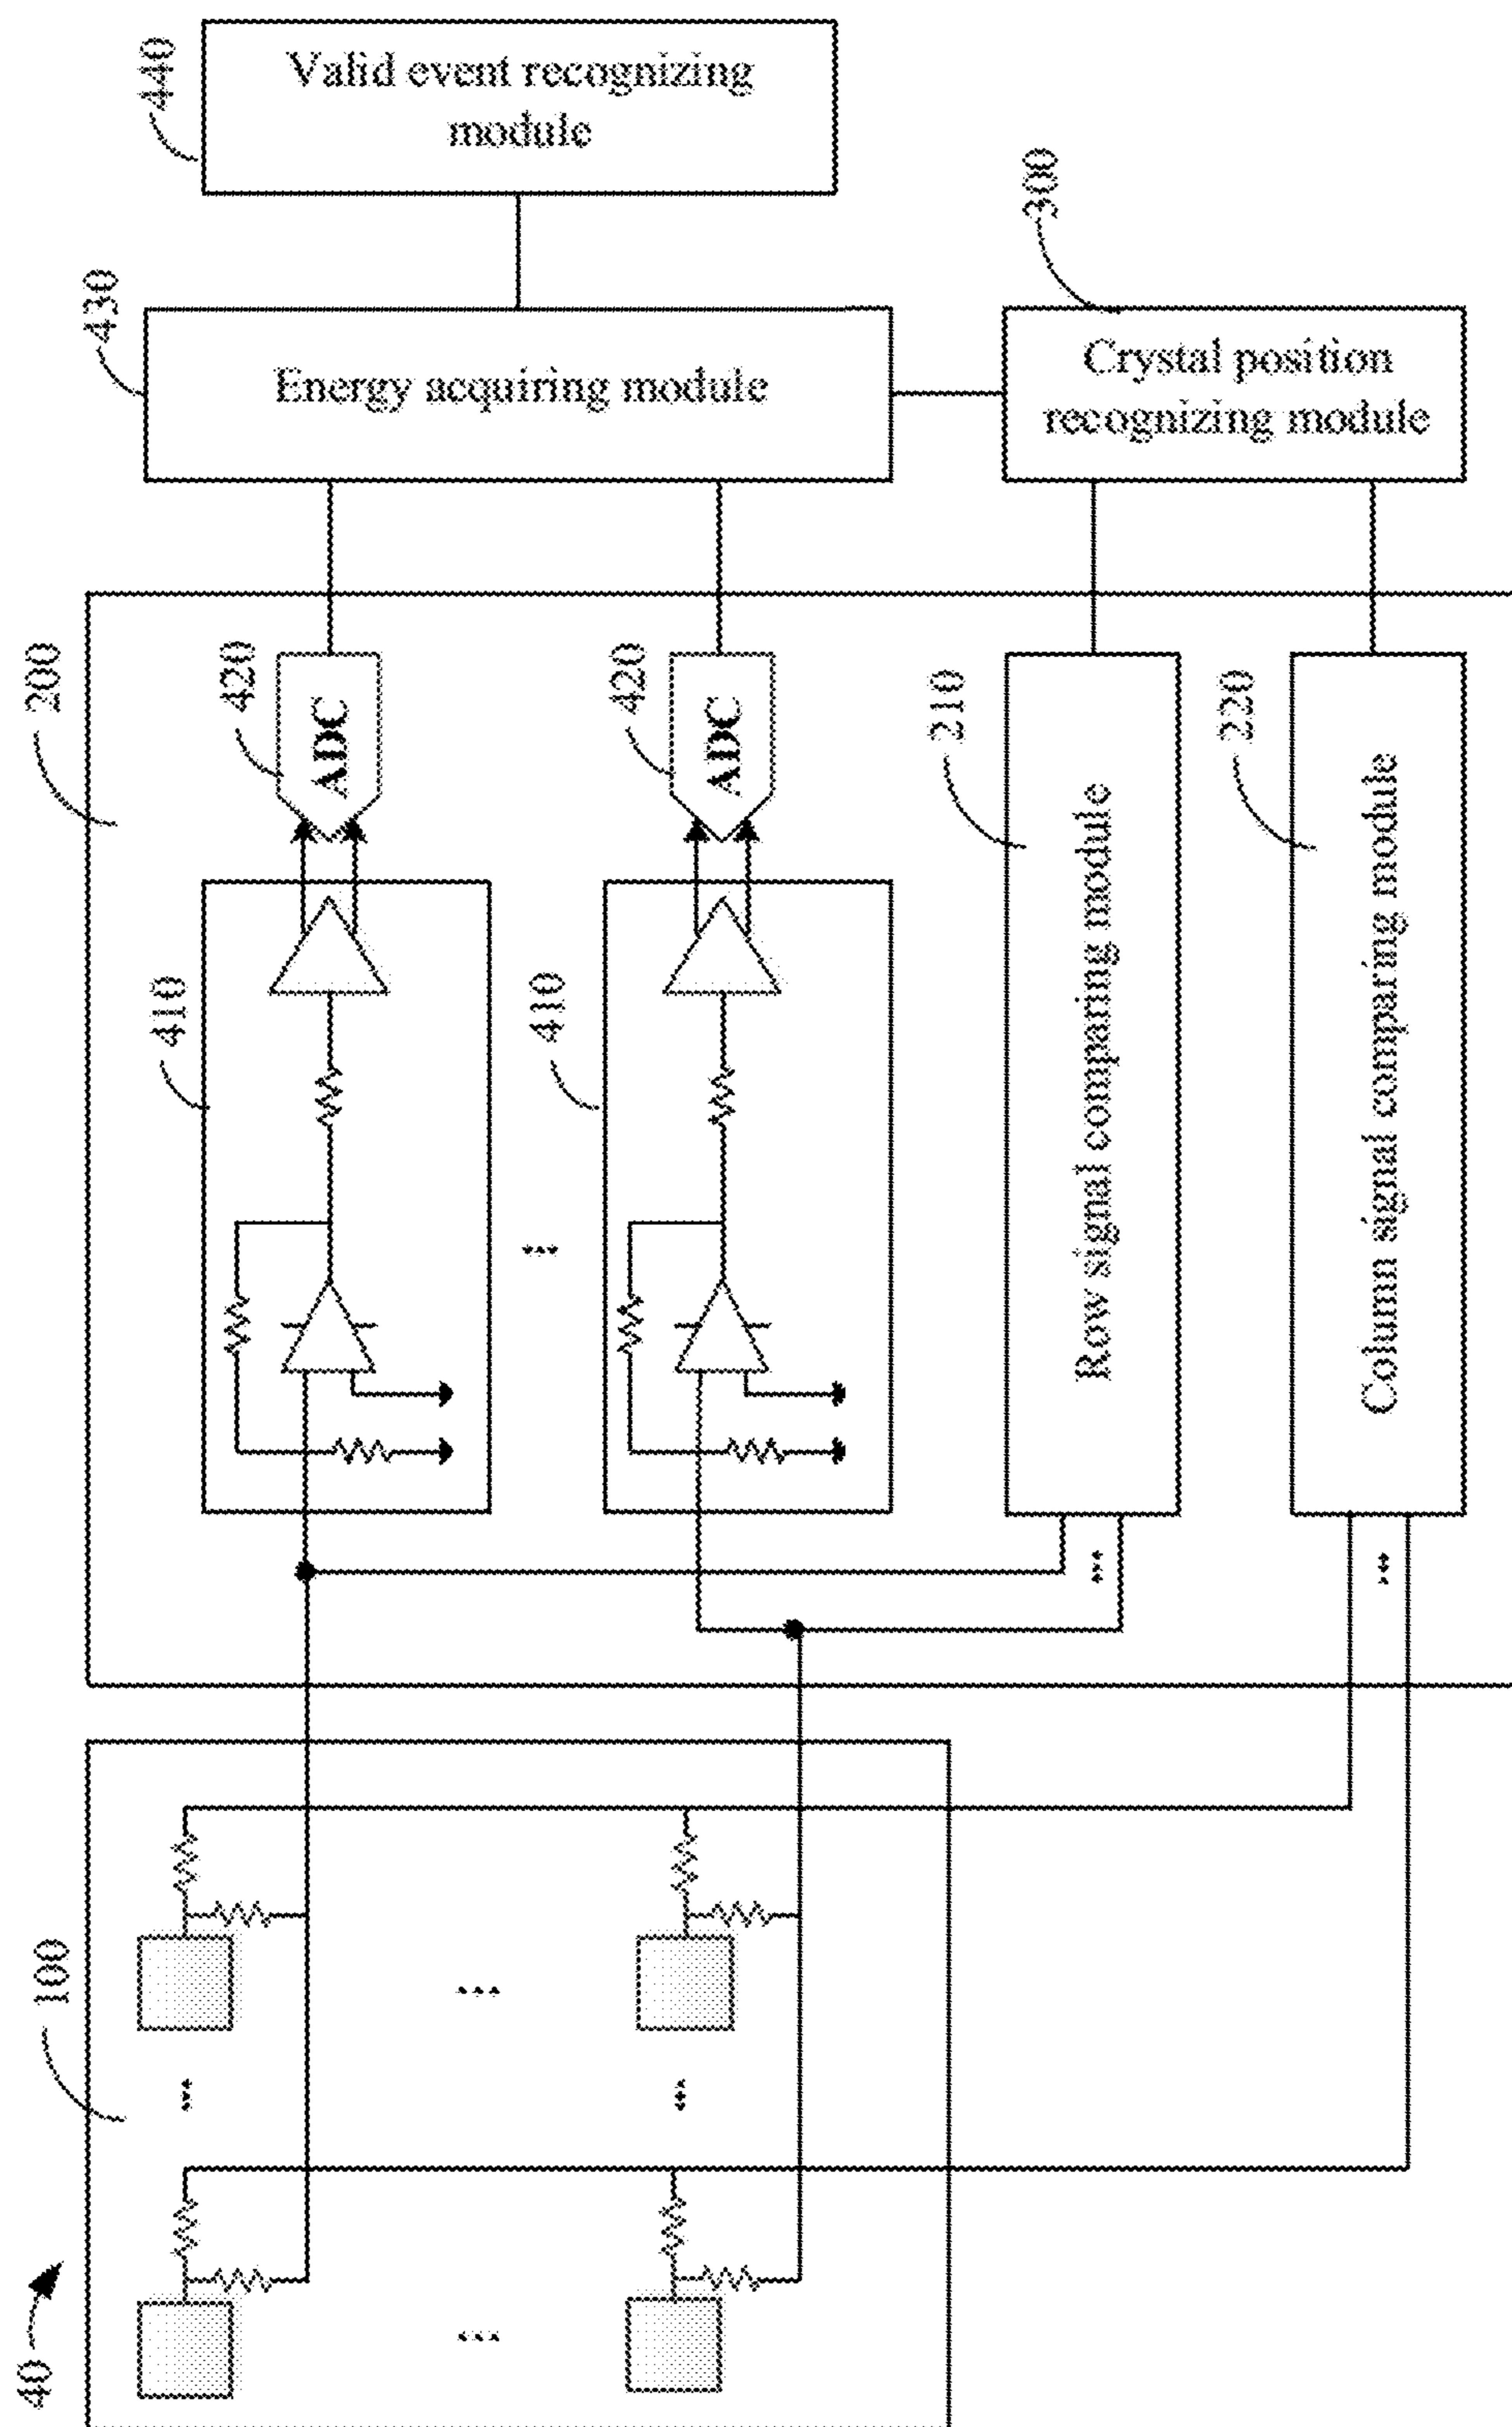 440
Valid event recognizing
module
430
Energy acquiring module
300
Crystal position
recognizing module
200
420
ADC
420
ADC
410
410
210
Row signal comparing module
220
Column signal comparing module
100
40